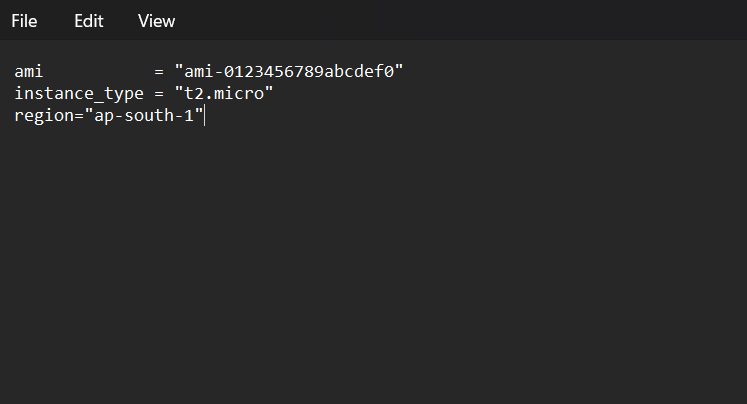 File Edit View
ami           = "ami-0123456789abcdef0"
instance_type = "t2.micro"
region="ap-south-1"